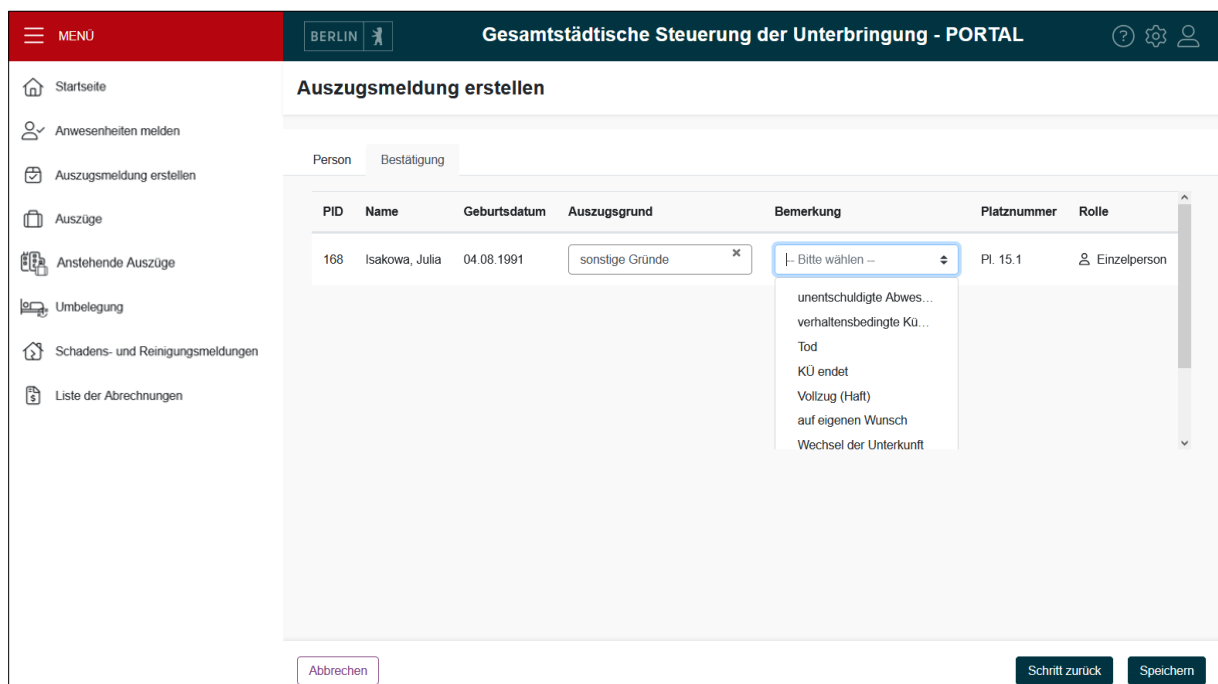 MENÜ
BERLIN
Gesamtstädtische Steuerung der Unterbringung - PORTAL
Startseite
Anwesenheiten melden
Auszugsmeldung erstellen
Auszüge
Anstehende Auszüge
Umbelegung
Schadens- und Reinigungsmeldungen
Liste der Abrechnungen
Auszugsmeldung erstellen
Person Bestätigung
PID Name Geburtsdatum Auszugsgrund Bemerkung Platznummer Rolle
168 Isakowa, Julia 04.08.1991 sonstige Gründe × -- Bitte wählen -- Pl. 15.1 Einzelperson
unentschuldigte Abwes...
verhaltensbedingte Kü...
Tod
KÜ endet
Vollzug (Haft)
auf eigenen Wunsch
Wechsel der Unterkunft
Abbrechen Schritt zurück Speichern